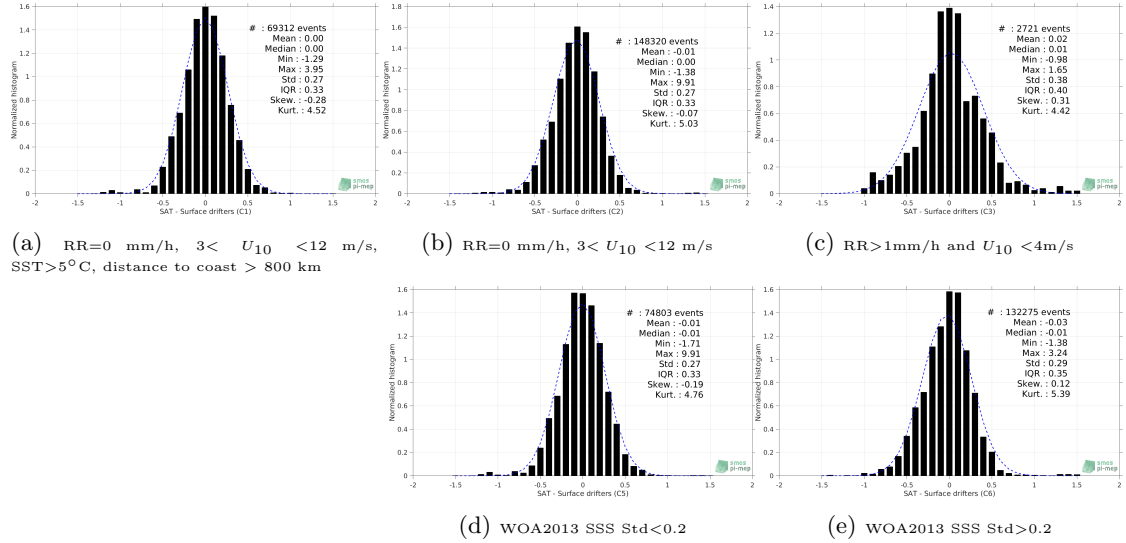 Normalized histogram
1.6
1.4
1.2
1
0.8
0.6
0.4
0.2
0
-2 -1.5 -1 -0.5 0 0.5 1 1.5 2
SAT - Surface drifters (C1)
# : 69312 events
Mean : 0.00
Median : 0.00
Min : -1.29
Max : 3.95
Std : 0.27
IQR : 0.33
Skew. : -0.28
Kurt. : 4.52
smos
pi-mep
(a) RR=0 mm/h, 3< U10 <12 m/s,
SST>5°C, distance to coast > 800 km
Normalized histogram
1.8
1.6
1.4
1.2
1
0.8
0.6
0.4
0.2
0
-2 -1.5 -1 -0.5 0 0.5 1 1.5 2
SAT - Surface drifters (C2)
# : 148320 events
Mean : -0.01
Median : 0.00
Min : -1.38
Max : 9.91
Std : 0.27
IQR : 0.33
Skew. : -0.07
Kurt. : 5.03
smos
pi-mep
(b) RR=0 mm/h, 3< U10 <12 m/s
Normalized histogram
1.4
1.2
1
0.8
0.6
0.4
0.2
0
-2 -1.5 -1 -0.5 0 0.5 1 1.5 2
SAT - Surface drifters (C3)
# : 2721 events
Mean : 0.02
Median : 0.01
Min : -0.98
Max : 1.65
Std : 0.38
IQR : 0.40
Skew. : 0.31
Kurt. : 4.42
smos
pi-mep
(c) RR>1mm/h and U10 <4m/s
Normalized histogram
1.6
1.4
1.2
1
0.8
0.6
0.4
0.2
0
-2 -1.5 -1 -0.5 0 0.5 1 1.5 2
SAT - Surface drifters (C5)
# : 74803 events
Mean : -0.01
Median : -0.01
Min : -1.71
Max : 9.91
Std : 0.27
IQR : 0.33
Skew. : -0.19
Kurt. : 4.76
smos
pi-mep
(d) WOA2013 SSS Std<0.2
Normalized histogram
1.6
1.4
1.2
1
0.8
0.6
0.4
0.2
0
-2 -1.5 -1 -0.5 0 0.5 1 1.5 2
SAT - Surface drifters (C6)
# : 132275 events
Mean : -0.03
Median : -0.01
Min : -1.38
Max : 3.24
Std : 0.29
IQR : 0.35
Skew. : 0.12
Kurt. : 5.39
smos
pi-mep
(e) WOA2013 SSS Std>0.2